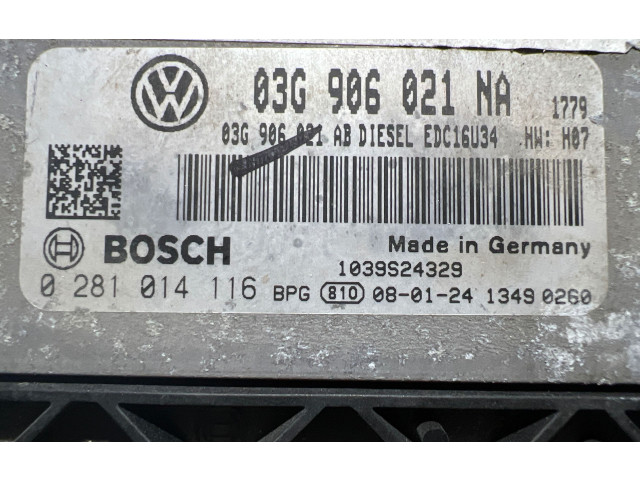 03G 906 021 NA 1779
03G 906 021 AB DIESEL EDC16U34 HW: H07
BOSCH Made in Germany
1039S24329
0 281 014 116 BPG 810 08-01-24 1349 0260